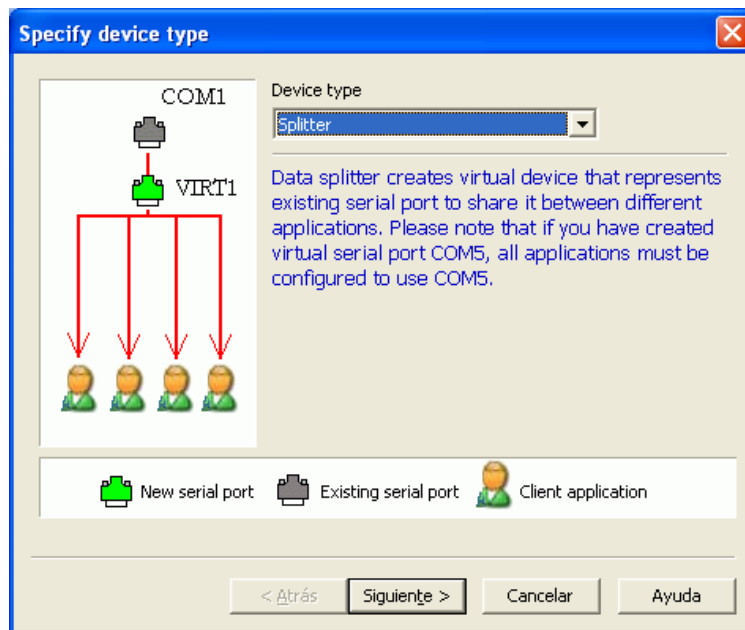 Specify device type
COM1
VIRT1
Device type
Splitter
Data splitter creates virtual device that represents
existing serial port to share it between different
applications. Please note that if you have created
virtual serial port COM5, all applications must be
configured to use COM5.
New serial port
Existing serial port
Client application
< Atrás
Siguiente >
Cancelar
Ayuda